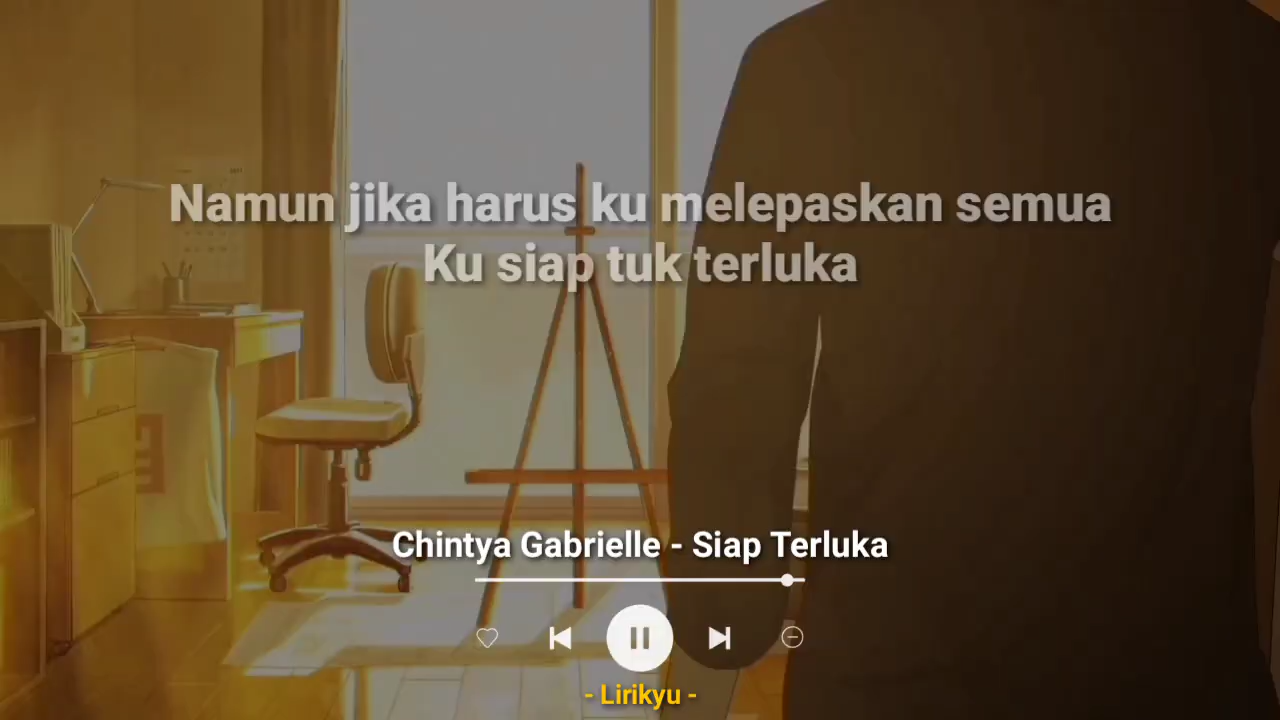 Namun jika harus ku melepaskan semua
Ku siap tuk terluka
Chintya Gabrielle - Siap Terluka
- Lirikyu -